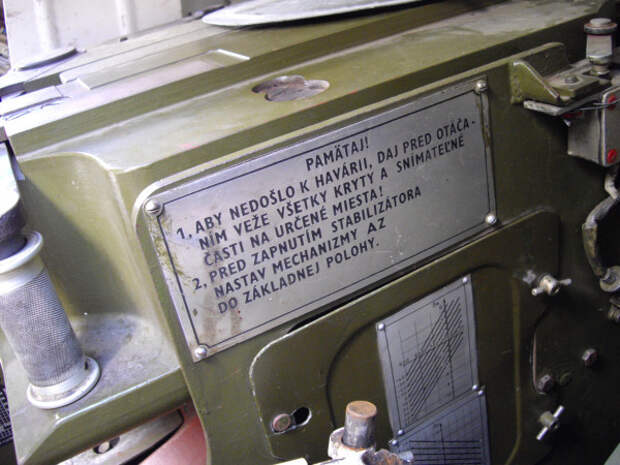 PAMÄTAJ!
1. ABY NEDOŠLO K HAVÁRII, DAJ PRED OTÁČA-
NÍM VEŽE VŠETKY KRYTY A SNÍMATEĽNÉ
ČASTI NA URČENÉ MIESTA!
2. PRED ZAPNUTÍM STABILIZÁTORA
NASTAV MECHANIZMY AZ
DO ZÁKLADNEJ POLOHY.